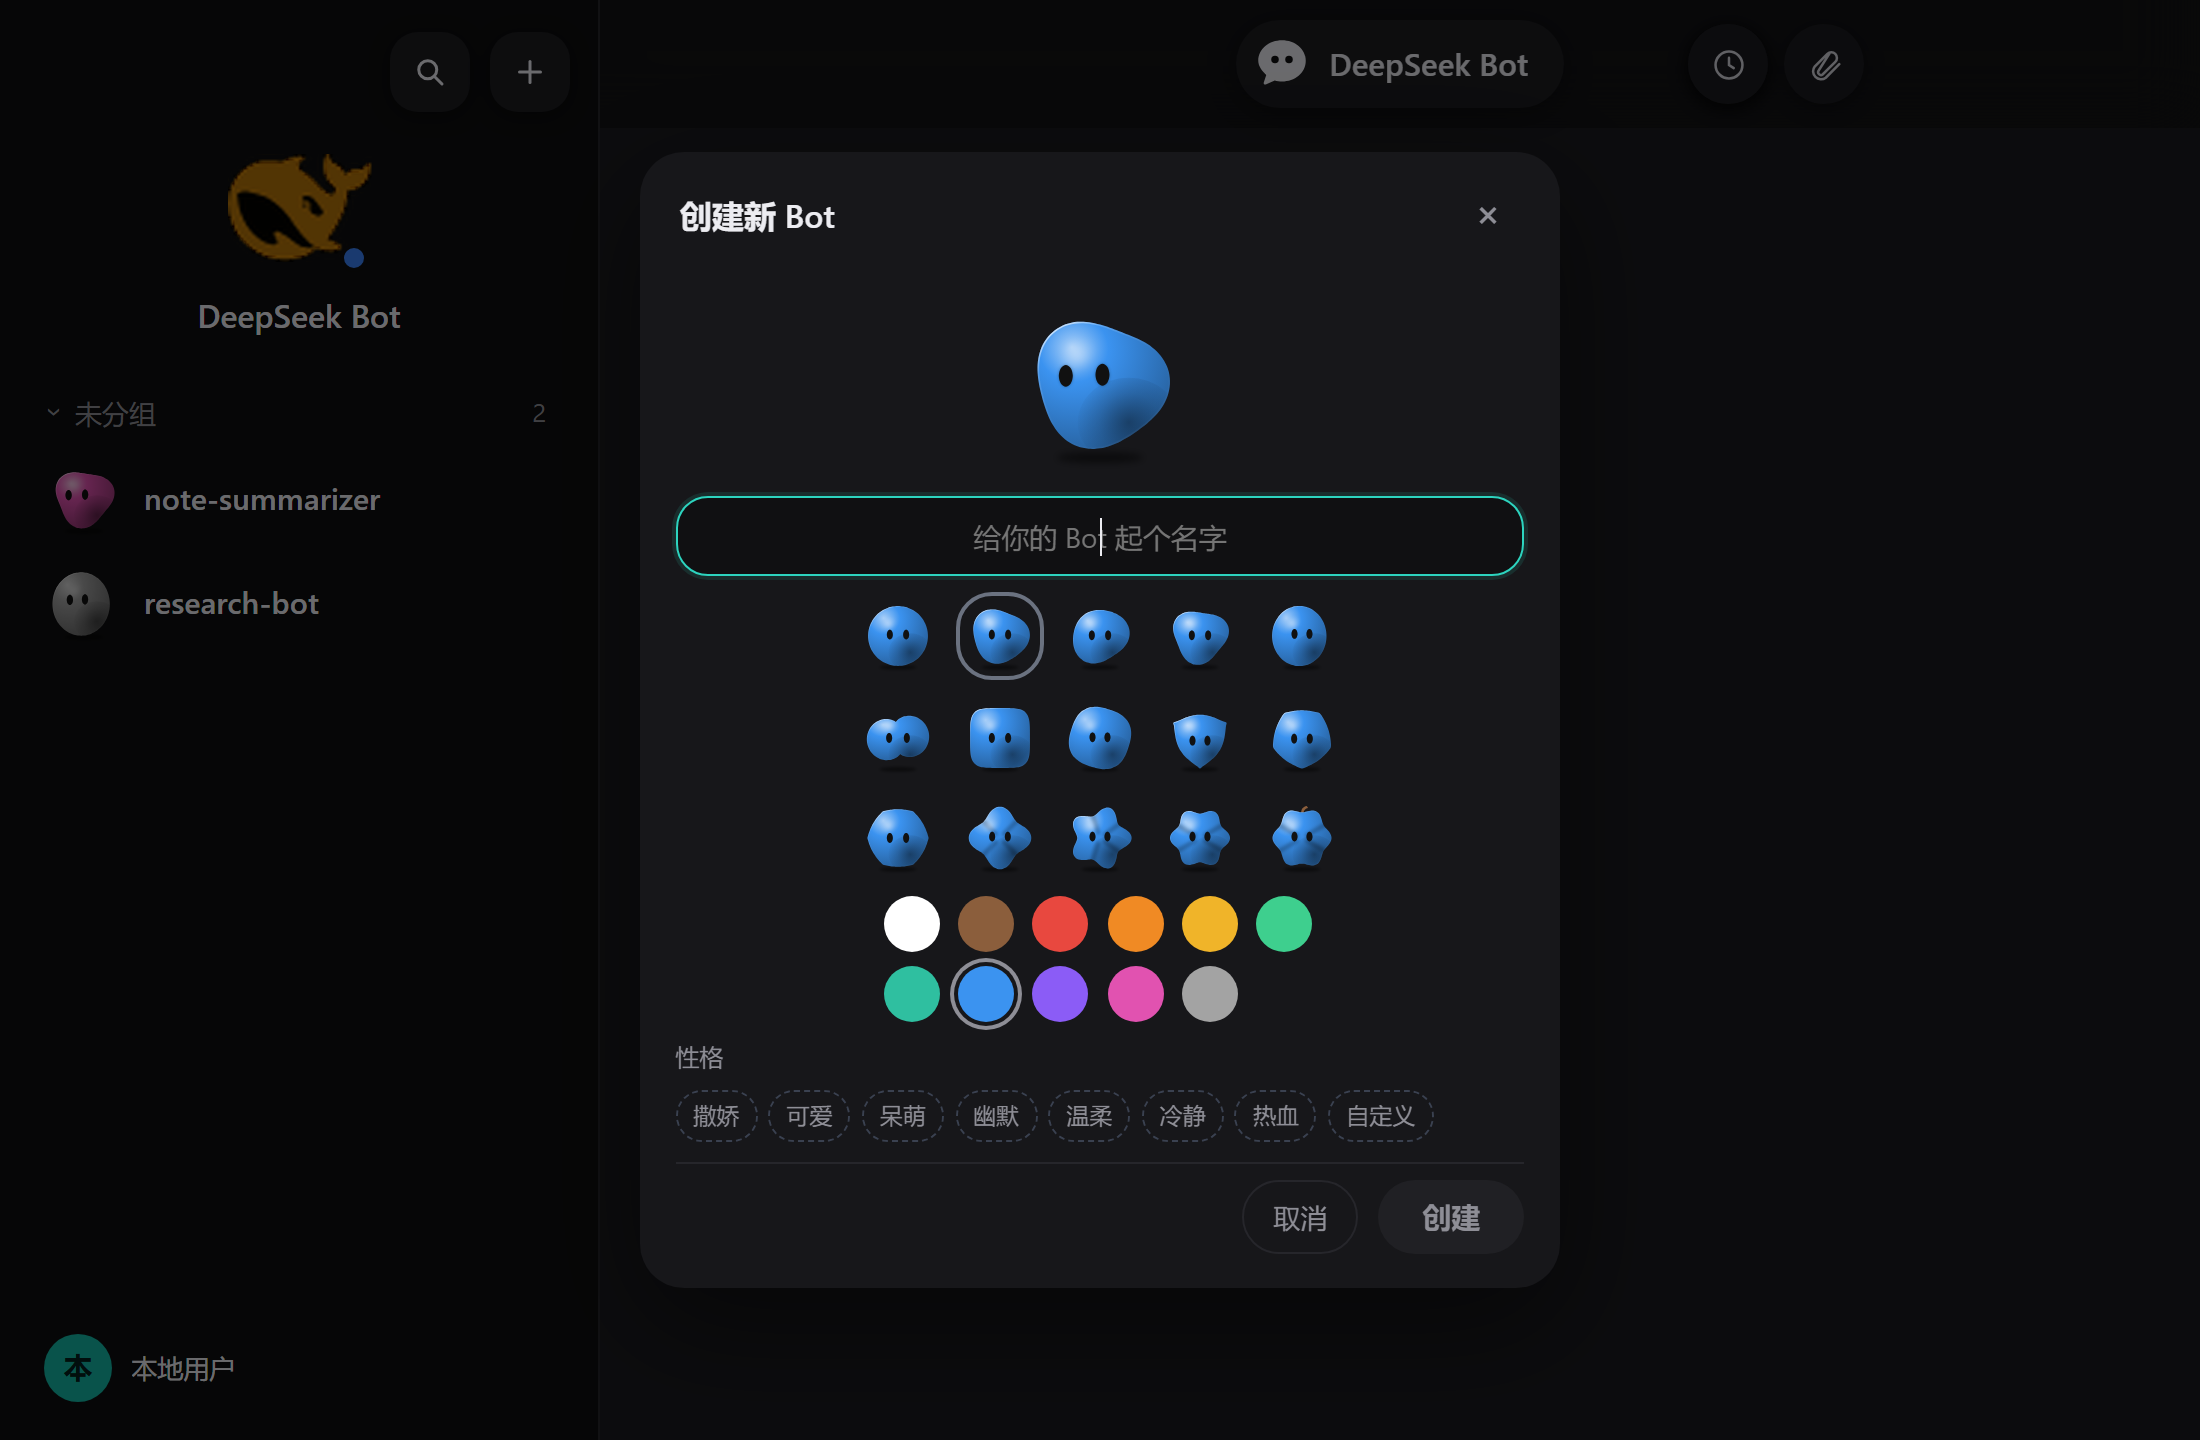 DeepSeek Bot
未分组 2
note-summarizer
research-bot
本 本地用户
DeepSeek Bot
创建新 Bot
给你的 Bot 起个名字
性格
撒娇 可爱 呆萌 幽默 温柔 冷静 热血 自定义
取消 创建